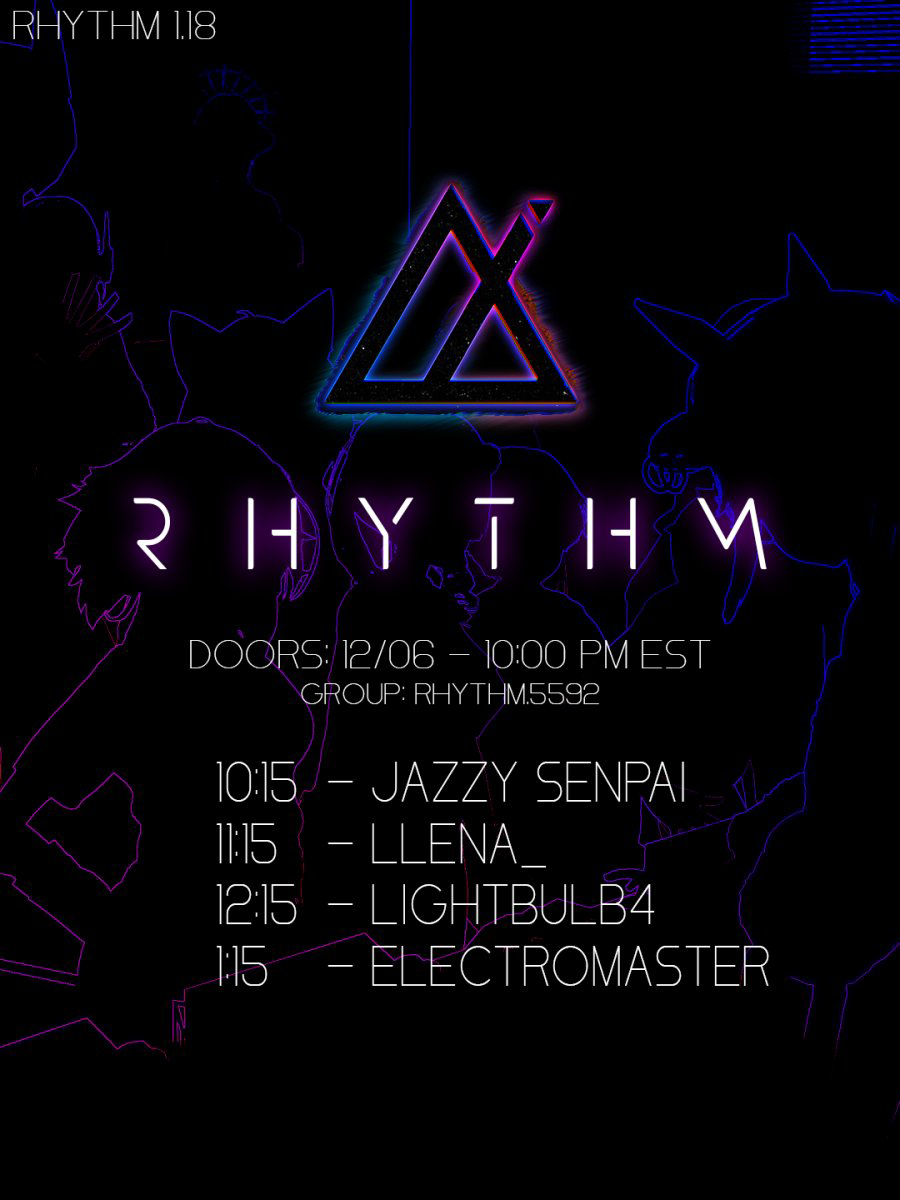 RHYTHM 1.18
RHYTHM
DOORS: 12/06 - 10:00 PM EST
GROUP: RHYTHM.5592
10:15 - JAZZY SENPAI
11:15 - LLENA_
12:15 - LIGHTBULB4
1:15 - ELECTROMASTER